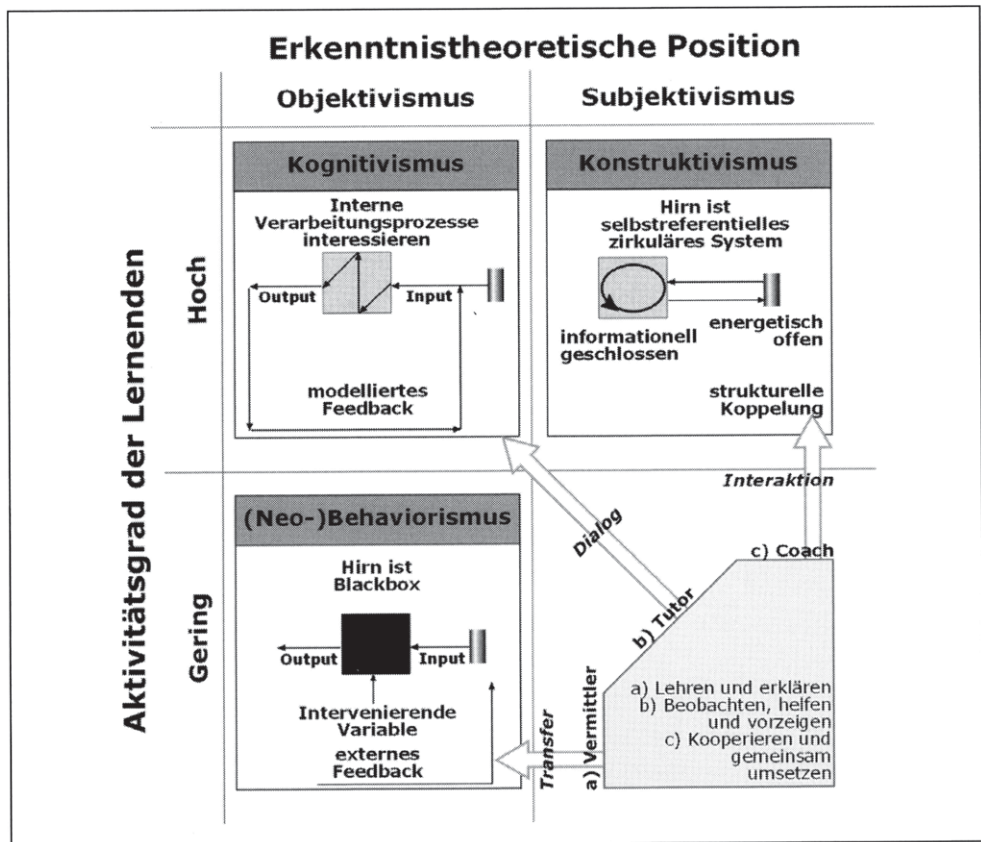 Erkenntnistheoretische Position
Objektivismus
Subjektivismus
Aktivitätsgrad der Lernenden
Hoch
Gering
Kognitivismus
Interne
Verarbeitungsprozesse
interessieren
Output
Input
modelliertes
Feedback
Konstruktivismus
Hirn ist
selbstreferentielles
zirkuläres System
informationell
geschlossen
energetisch
offen
strukturelle
Koppelung
(Neo-)Behaviorismus
Hirn ist
Blackbox
Output
Input
Intervenierende
Variable
externes
Feedback
Transfer
Dialog
Interaktion
a) Vermittler
b) Tutor
c) Coach
a) Lehren und erklären
b) Beobachten, helfen
und vorzeigen
c) Kooperieren und
gemeinsam
umsetzen